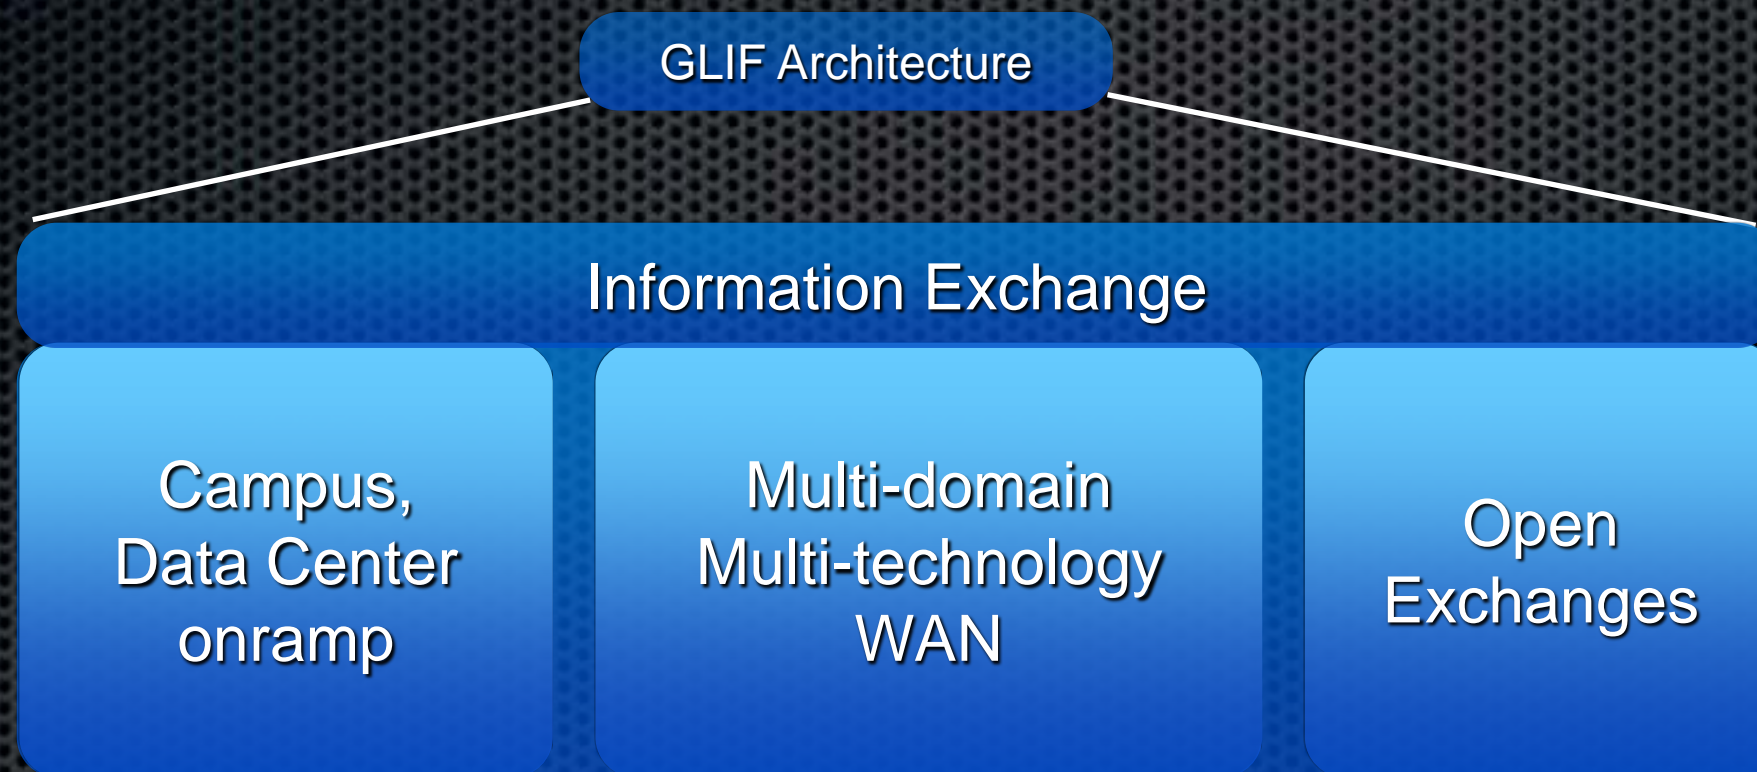 GLIF Architecture
Information Exchange
Campus,
Data Center
onramp
Multi-domain
Multi-technology
WAN
Open
Exchanges